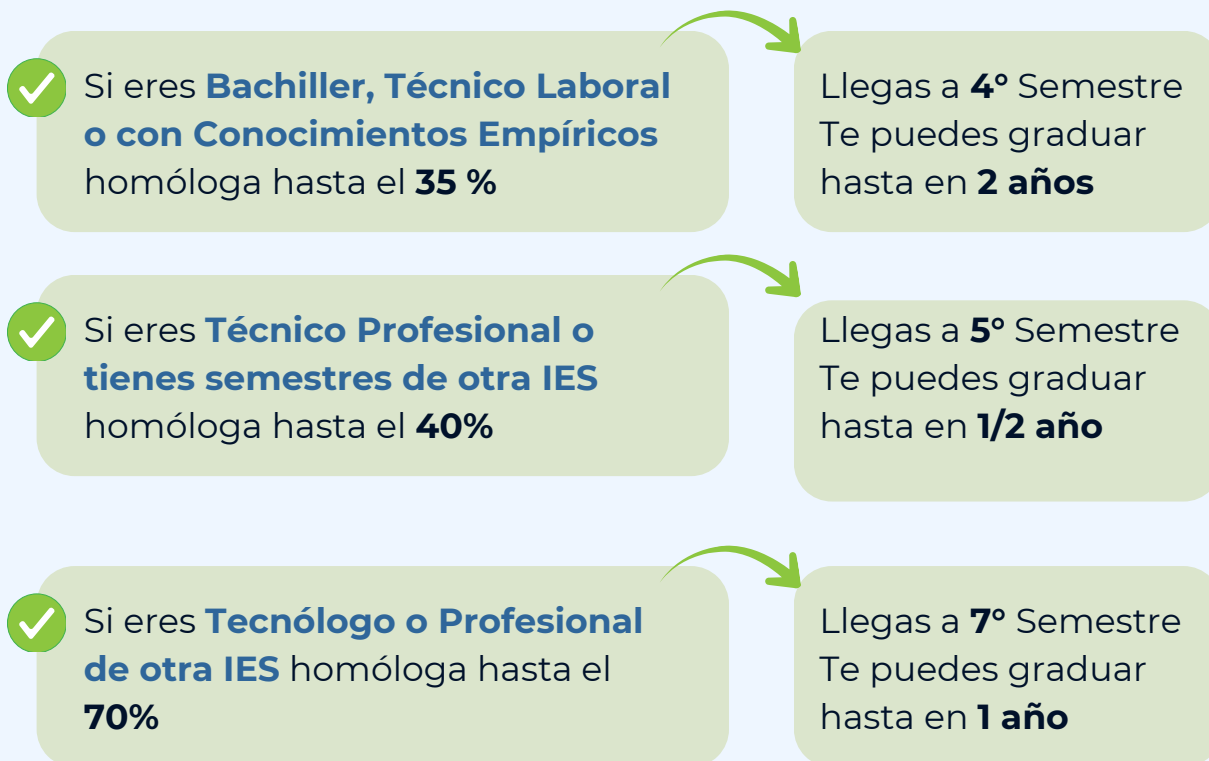 Si eres Bachiller, Técnico Laboral
o con Conocimientos Empíricos
homóloga hasta el 35 %
Llegas a 4° Semestre
Te puedes graduar
hasta en 2 años
Si eres Técnico Profesional o
tienes semestres de otra IES
homóloga hasta el 40%
Llegas a 5° Semestre
Te puedes graduar
hasta en 1/2 año
Si eres Tecnólogo o Profesional
de otra IES homóloga hasta el
70%
Llegas a 7° Semestre
Te puedes graduar
hasta en 1 año